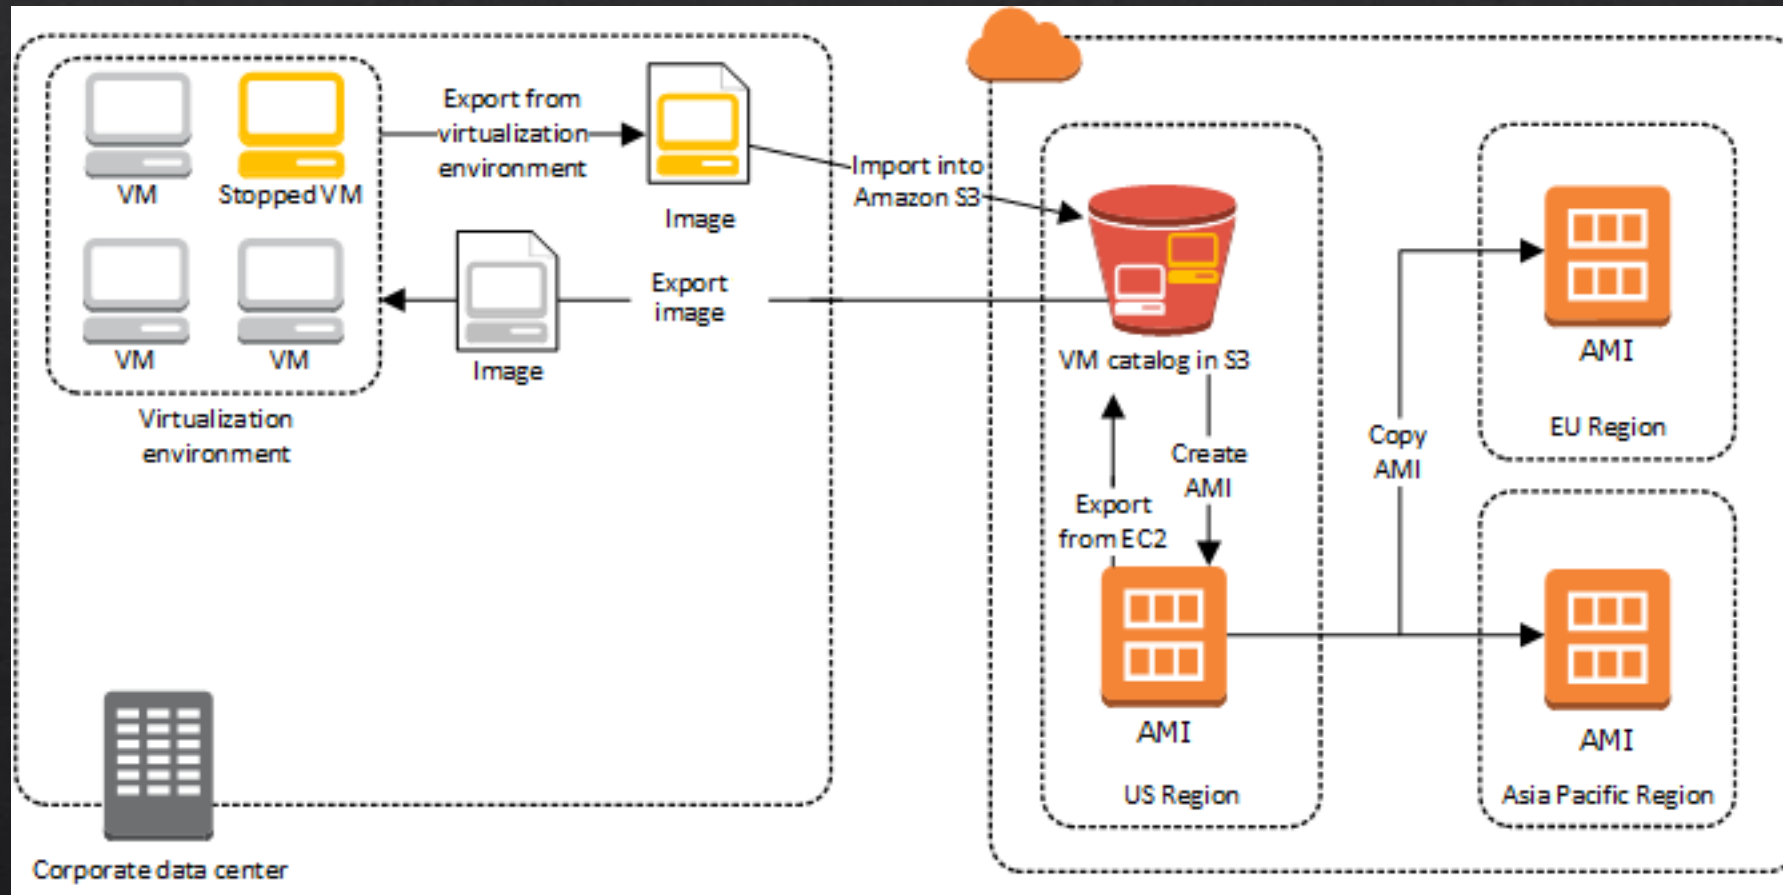 VM
Stopped VM
VM
VM
Virtualization
environment
Export from
virtualization
environment
Image
Export
image
Image
Corporate data center
Import into
Amazon S3
VM catalog in S3
Export
from EC2
Create
AMI
AMI
US Region
Copy
AMI
AMI
EU Region
AMI
Asia Pacific Region